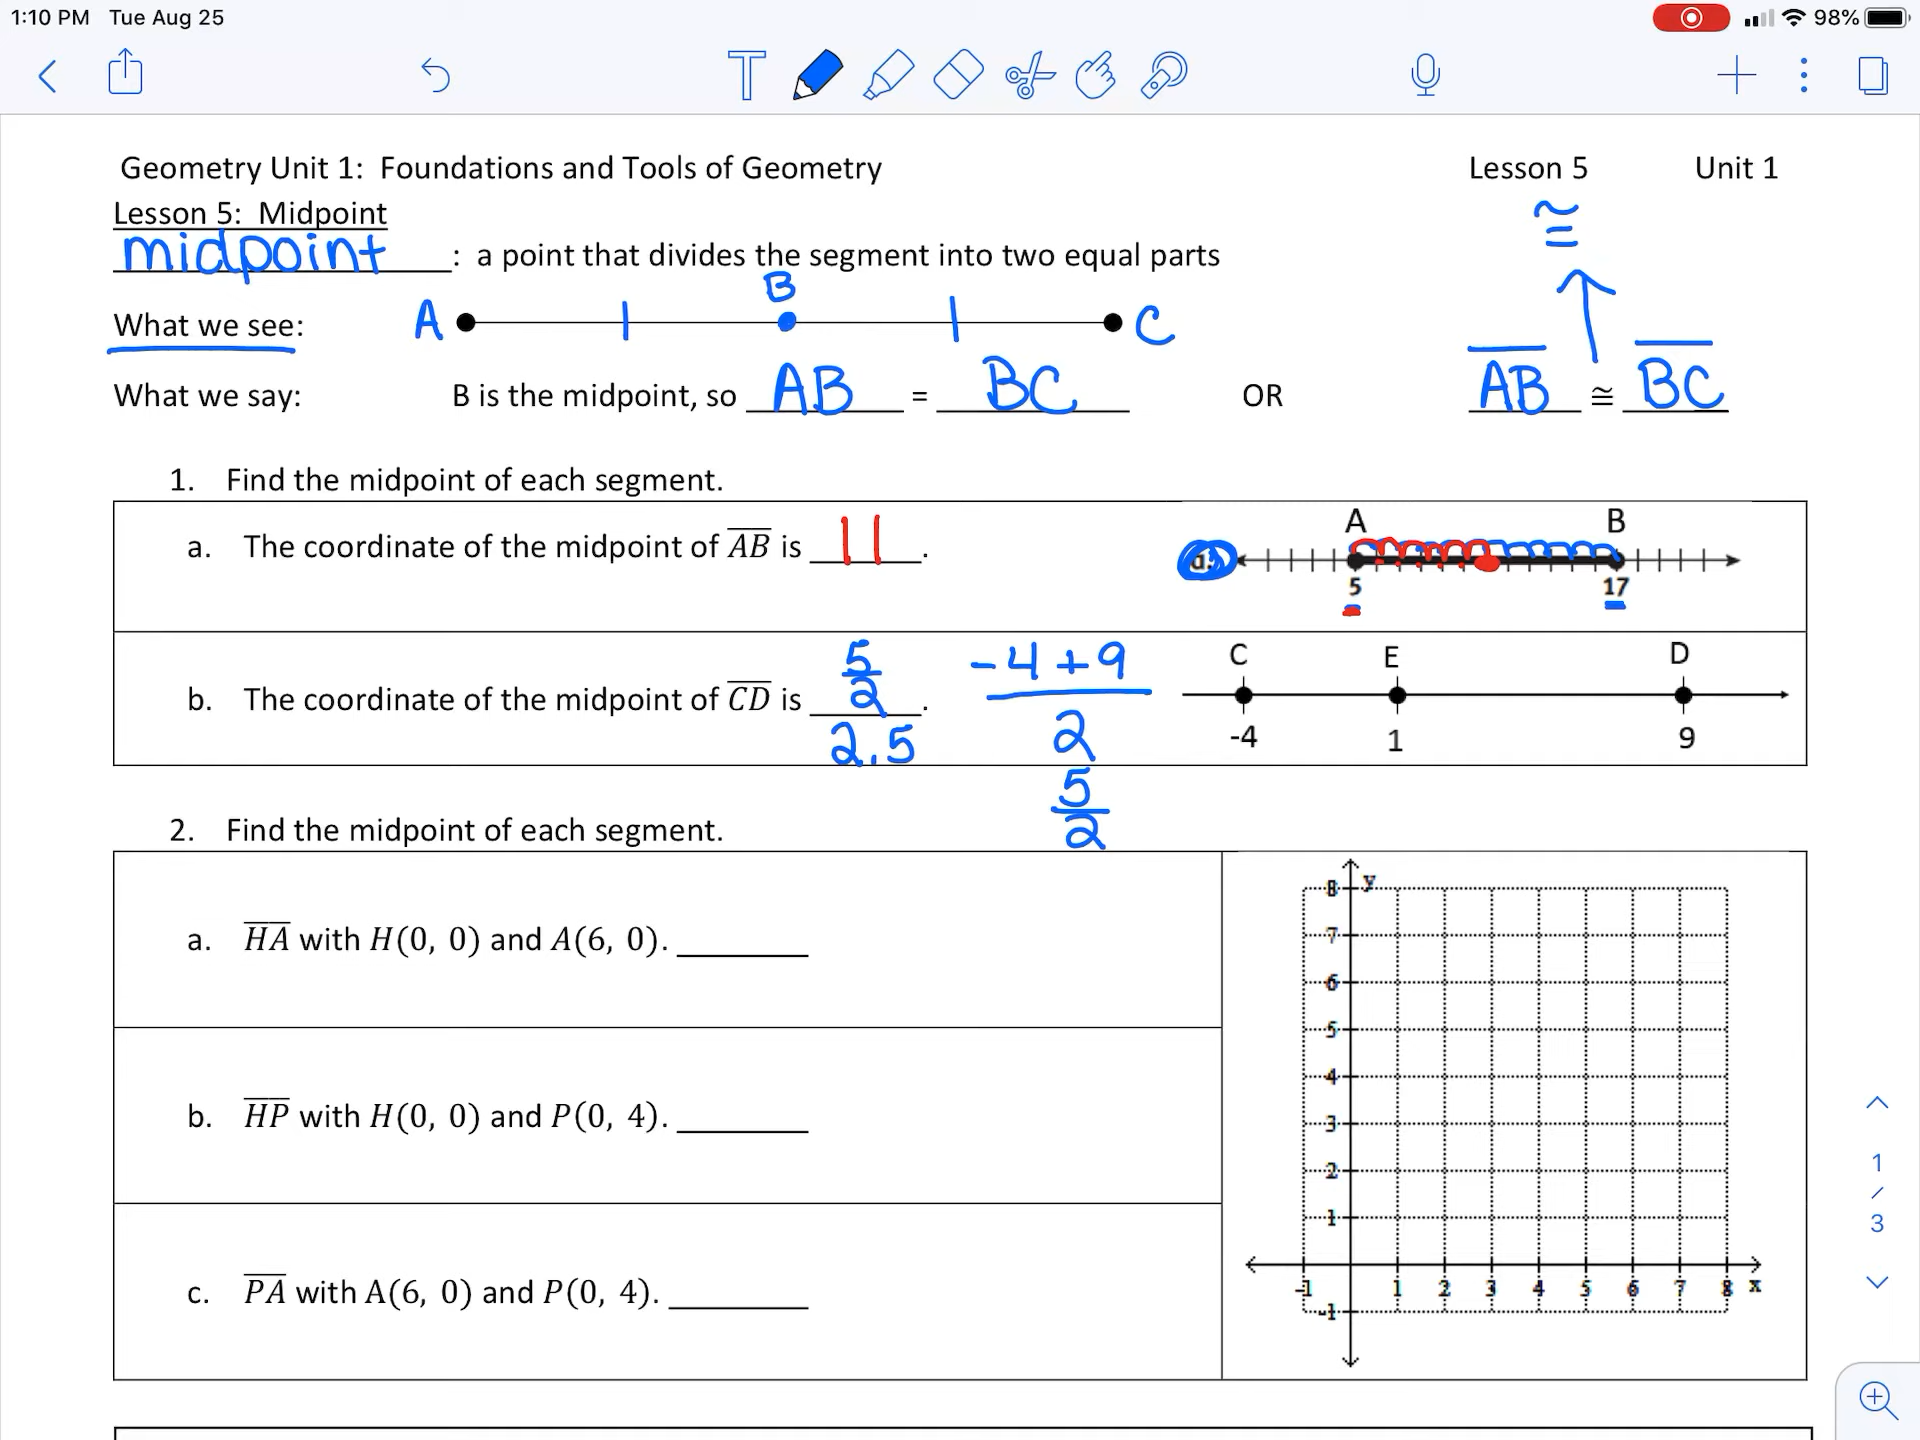 1:10 PM Tue Aug 25 98%
T
Geometry Unit 1: Foundations and Tools of Geometry Lesson 5 Unit 1
Lesson 5: Midpoint ≅
midpoint : a point that divides the segment into two equal parts
B
What we see: A C
What we say: B is the midpoint, so AB = BC OR AB ≅ BC
1. Find the midpoint of each segment.
A B
a. The coordinate of the midpoint of AB is 11. a.
5 17
5/2 -4+9 C E D
b. The coordinate of the midpoint of CD is .
2.5 2 -4 1 9
5/2
2. Find the midpoint of each segment.
8 y
7
a. HA with H(0, 0) and A(6, 0). ______
6
5
4
b. HP with H(0, 0) and P(0, 4). ______
3
2
1
-1 1 2 3 4 5 6 7 8 x
c. PA with A(6, 0) and P(0, 4). ______
-1
1
/
3